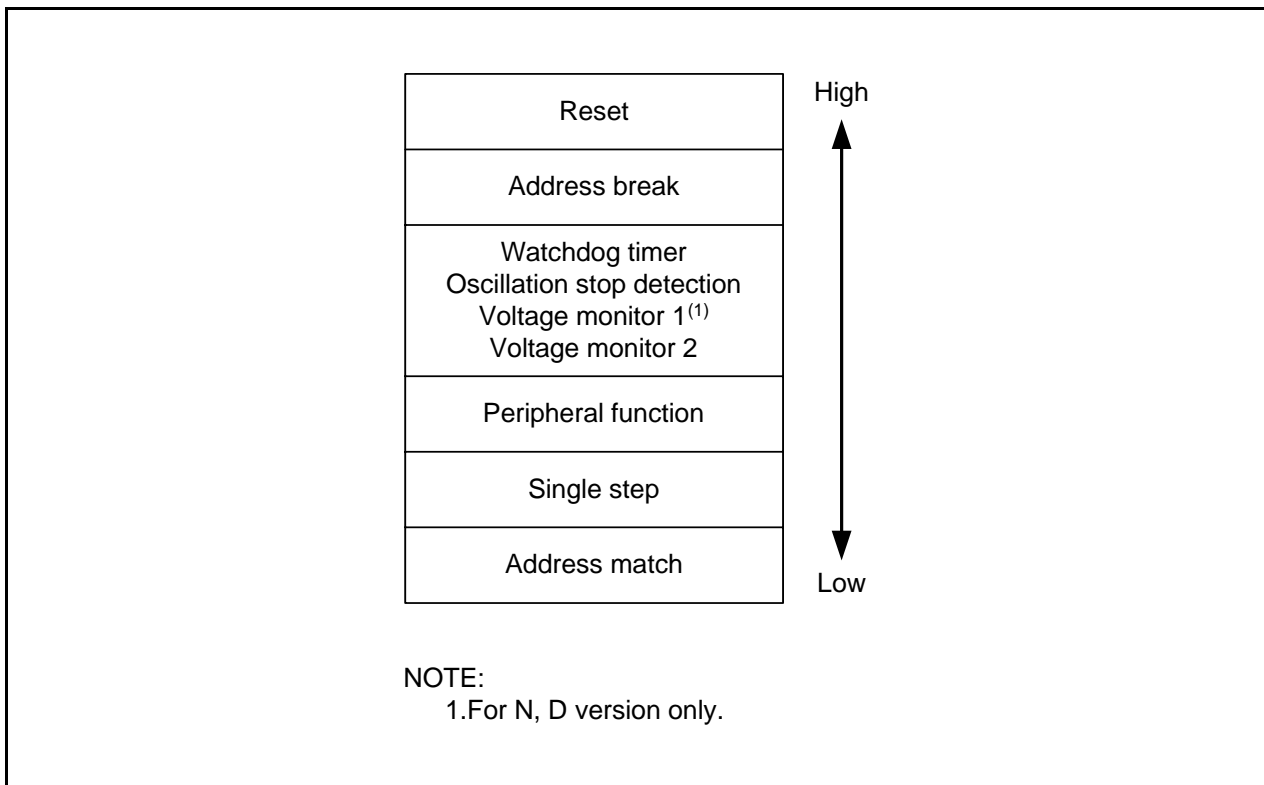 Reset
High
Address break
Watchdog timer
Oscillation stop detection
Voltage monitor 1(1)
Voltage monitor 2
Peripheral function
Single step
Address match
Low
NOTE:
1.For N, D version only.